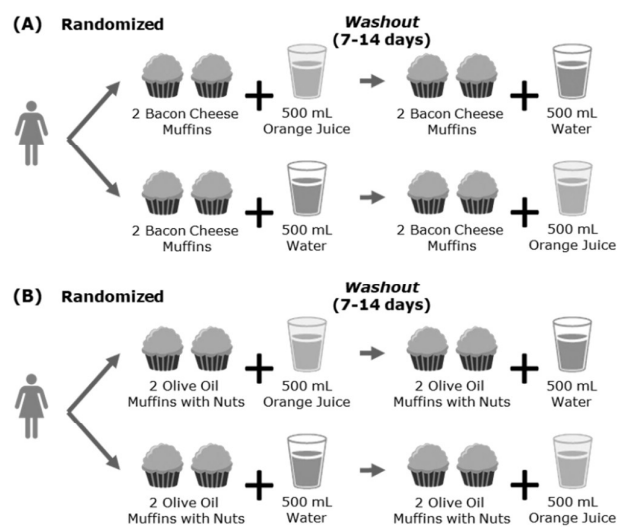 (A) Randomized
Washout
(7-14 days)
2 Bacon Cheese
Muffins
500 mL
Orange Juice
2 Bacon Cheese
Muffins
500 mL
Water
2 Bacon Cheese
Muffins
500 mL
Water
2 Bacon Cheese
Muffins
500 mL
Orange Juice
(B) Randomized
Washout
(7-14 days)
2 Olive Oil
Muffins with Nuts
500 mL
Orange Juice
2 Olive Oil
Muffins with Nuts
500 mL
Water
2 Olive Oil
Muffins with Nuts
500 mL
Water
2 Olive Oil
Muffins with Nuts
500 mL
Orange Juice